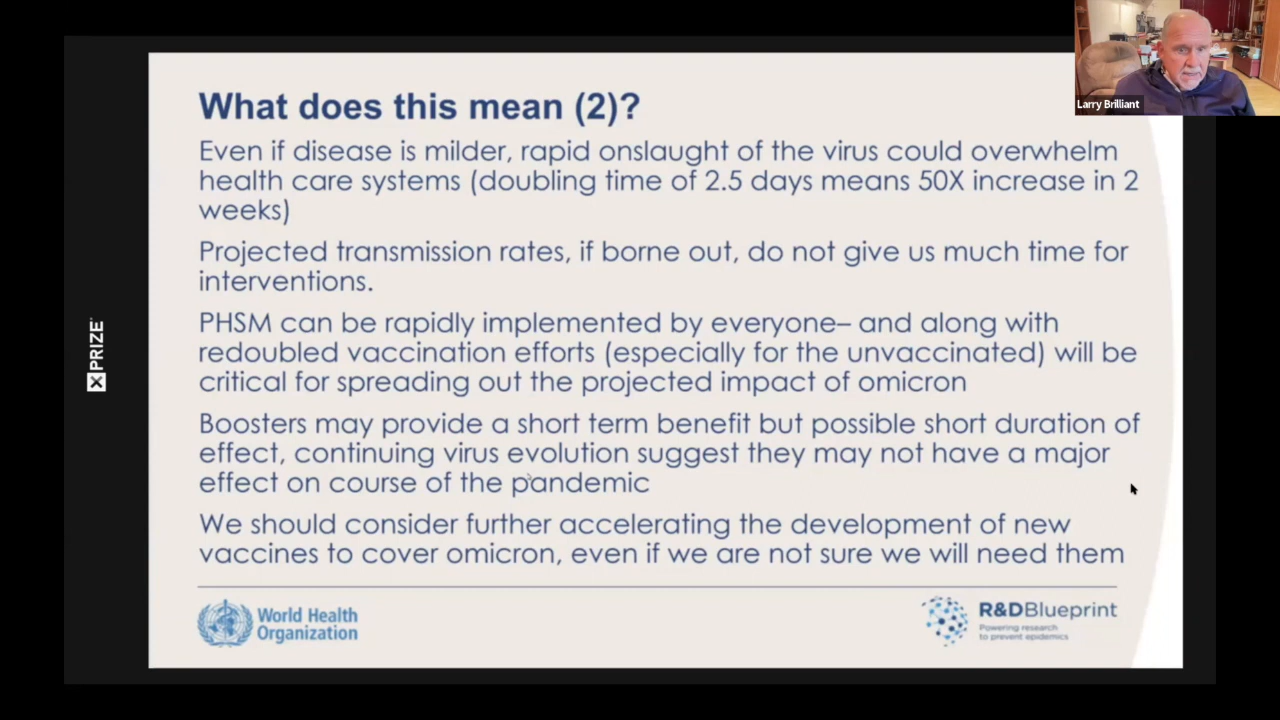 What does this mean (2)?
Even if disease is milder, rapid onslaught of the virus could overwhelm
health care systems (doubling time of 2.5 days means 50X increase in 2
weeks)
Projected transmission rates, if borne out, do not give us much time for
interventions.
PHSM can be rapidly implemented by everyone– and along with
redoubled vaccination efforts (especially for the unvaccinated) will be
critical for spreading out the projected impact of omicron
Boosters may provide a short term benefit but possible short duration of
effect, continuing virus evolution suggest they may not have a major
effect on course of the pandemic
We should consider further accelerating the development of new
vaccines to cover omicron, even if we are not sure we will need them
World Health
Organization
R&DBlueprint
Powering research
to prevent epidemics
XPRIZE
Larry Brilliant